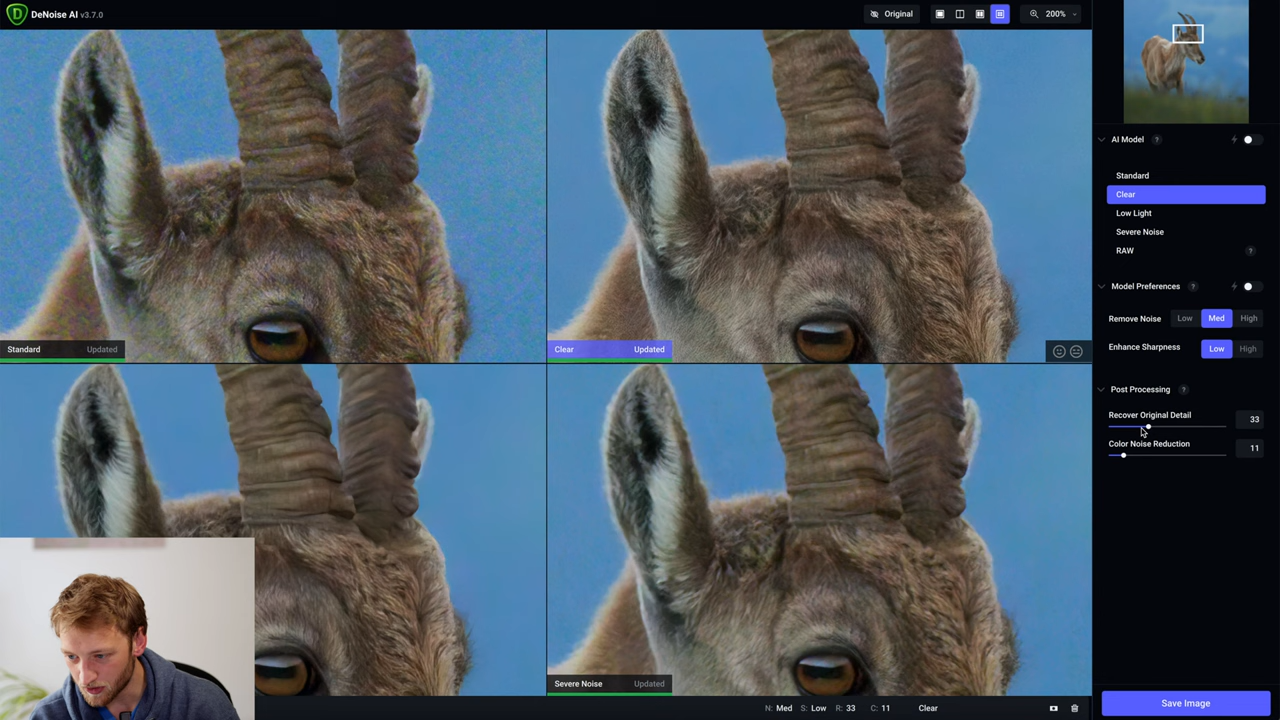 DeNoise AI v3.7.0
Original
200%
AI Model ?
Standard
Clear
Low Light
Severe Noise
RAW ?
Model Preferences ?
Remove Noise Low Med High
Enhance Sharpness Low High
Post Processing ?
Recover Original Detail 33
Color Noise Reduction 11
Standard Updated
Clear Updated
Severe Noise Updated
N: Med S: Low R: 33 C: 11 Clear
Save Image